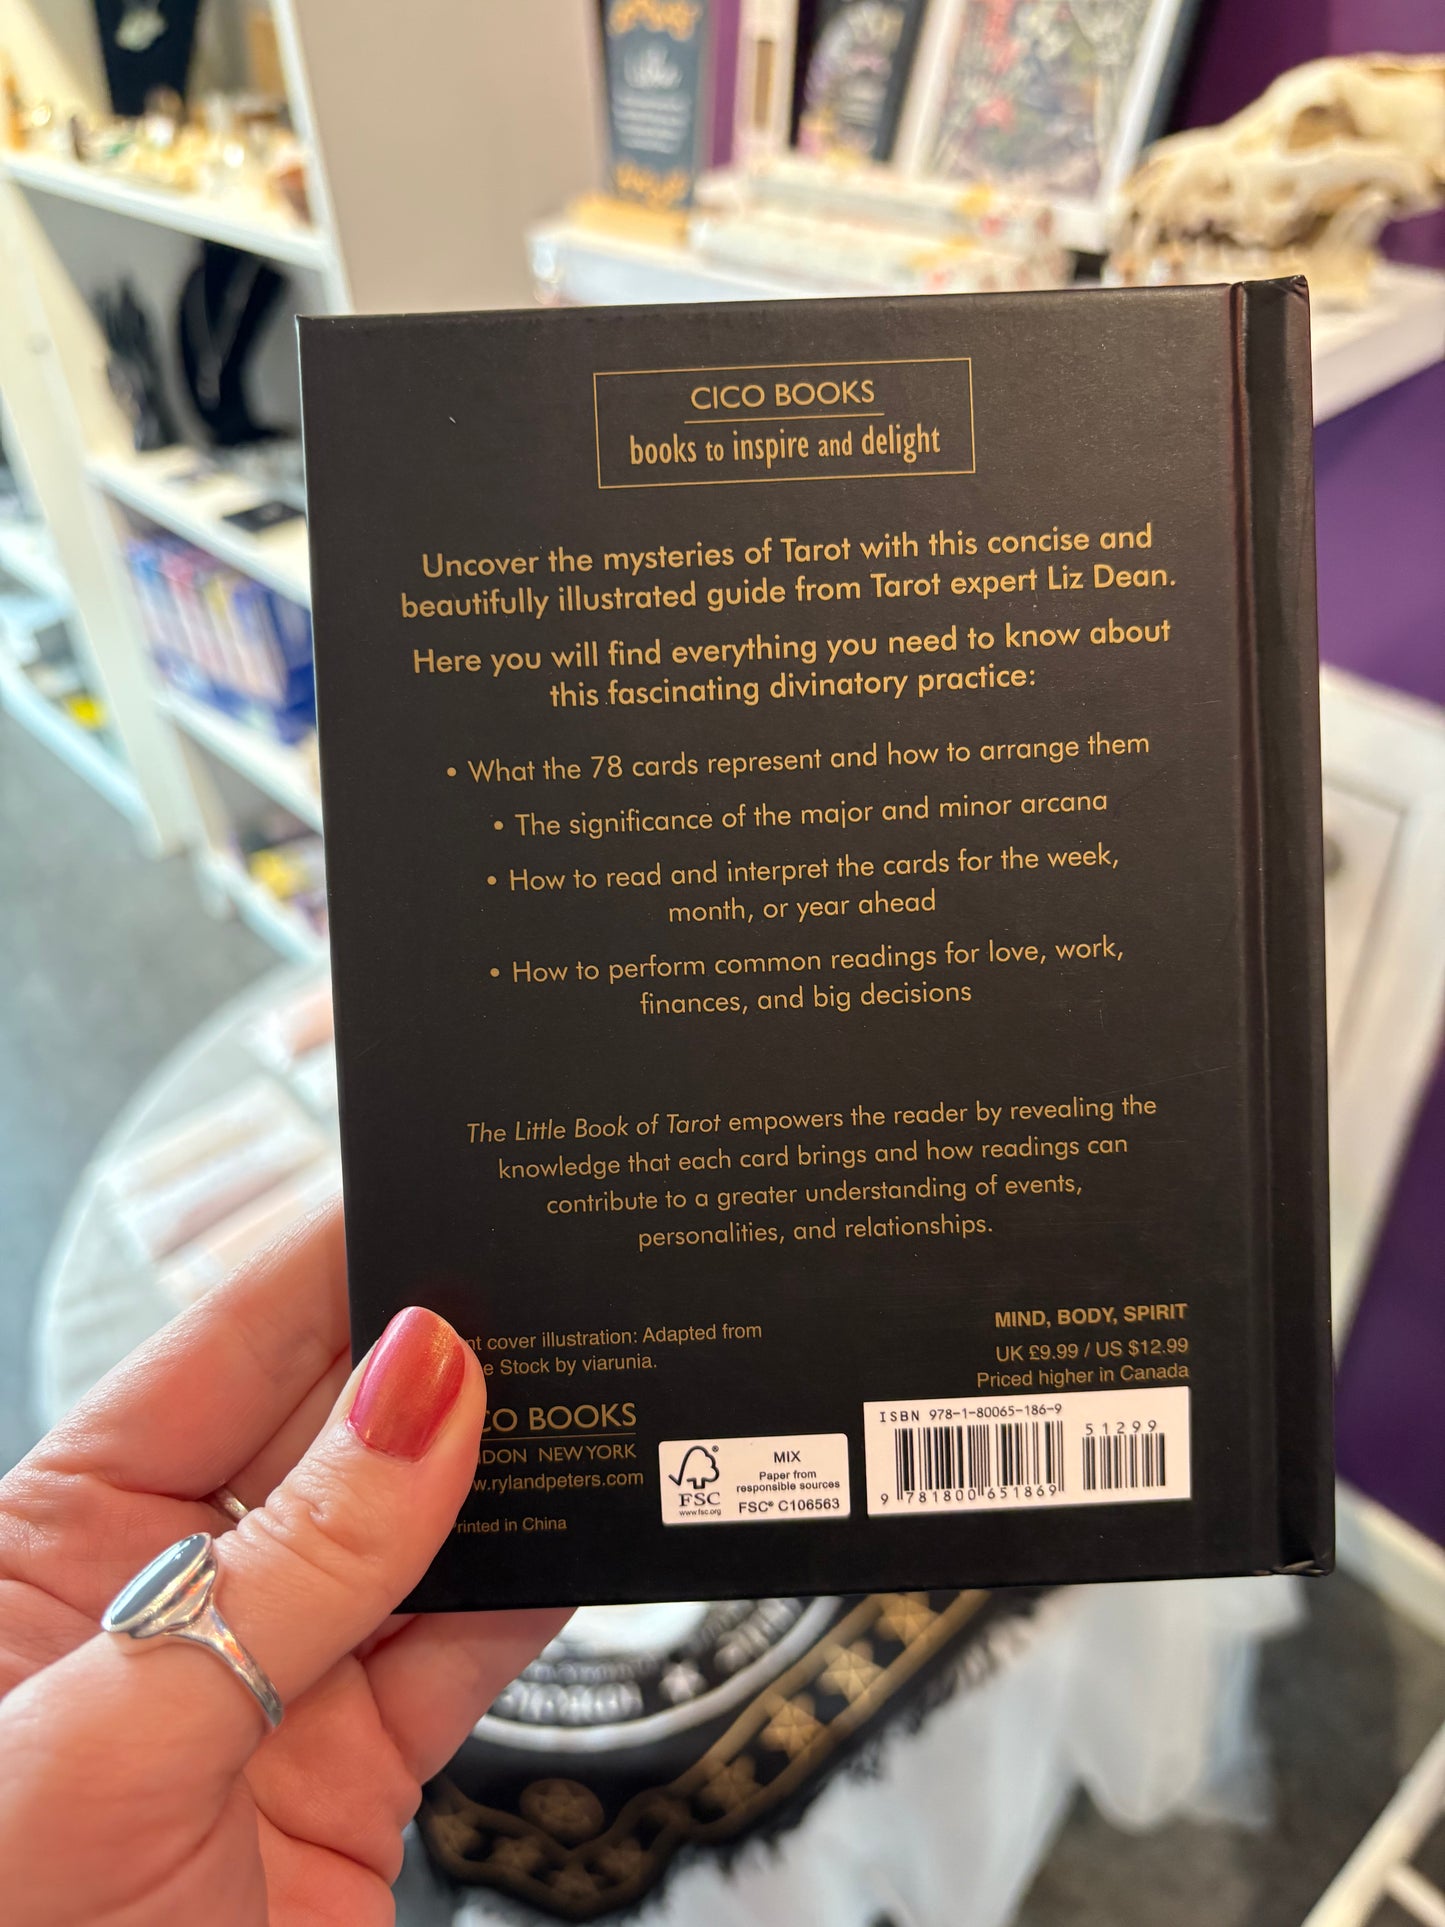 CICO BOOKS
books to inspire and delight
Uncover the mysteries of Tarot with this concise and
beautifully illustrated guide from Tarot expert Liz Dean.
Here you will find everything you need to know about
this fascinating divinatory practice:
• What the 78 cards represent and how to arrange them
• The significance of the major and minor arcana
• How to read and interpret the cards for the week,
month, or year ahead
• How to perform common readings for love, work,
finances, and big decisions
The Little Book of Tarot empowers the reader by revealing the
knowledge that each card brings and how readings can
contribute to a greater understanding of events,
personalities, and relationships.
cover illustration: Adapted from
Stock by viarunia.
BOOKS
NEW YORK
w.rylandpeters.com
rinted in China
MIND, BODY, SPIRIT
UK £9.99 / US $12.99
Priced higher in Canada
FSC
www.fsc.org
MIX
Paper from
responsible sources
FSC® C106563
ISBN 978-1-80065-186-9
51299
9 781800 651869